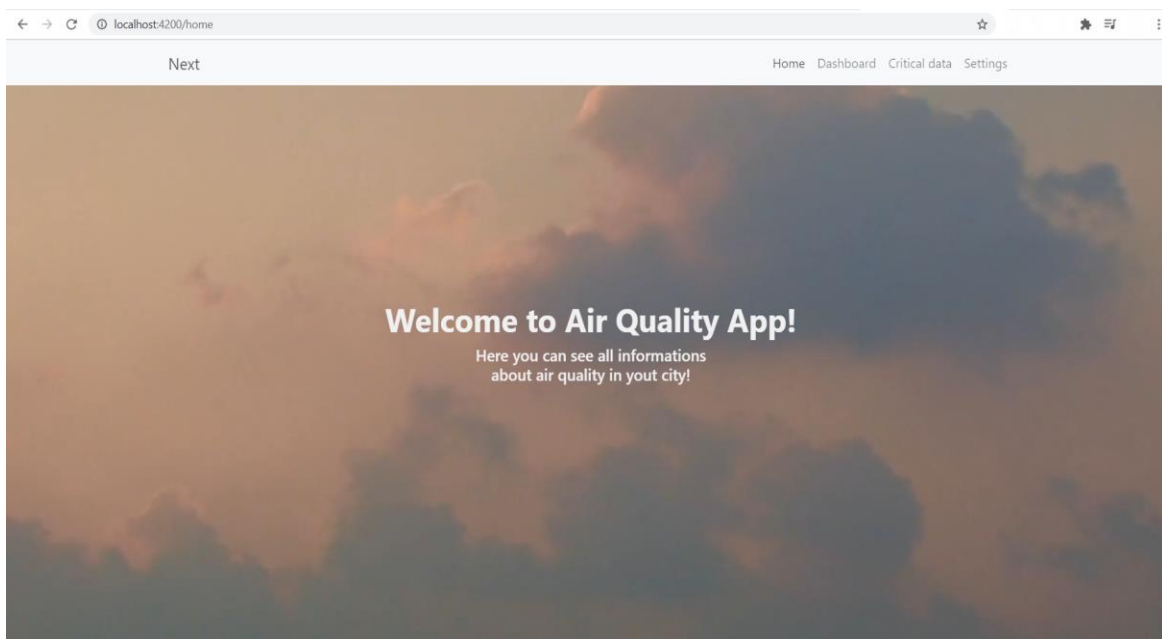 localhost:4200/home
Next Home Dashboard Critical data Settings
Welcome to Air Quality App!
Here you can see all informations
about air quality in yout city!